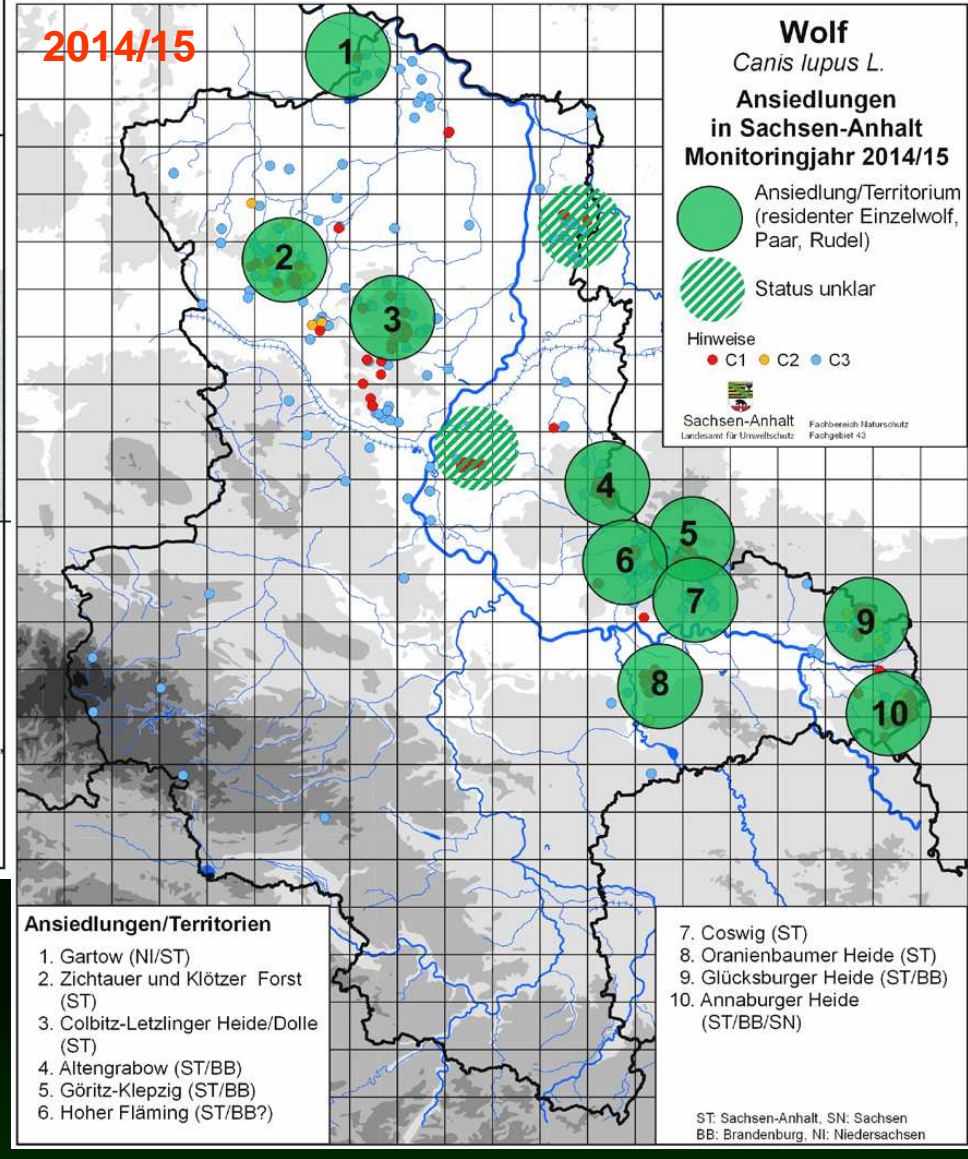 2014/15
Wolf
Canis lupus L.
Ansiedlungen
in Sachsen-Anhalt
Monitoringjahr 2014/15
Ansiedlung/Territorium
(residenter Einzelwolf,
Paar, Rudel)
Status unklar
Hinweise
C1 C2 C3
Sachsen-Anhalt
Landesamt für Umweltschutz
Fachbereich Naturschutz
Fachgebiet 43
1
2
3
4
5
6
7
8
9
10
Ansiedlungen/Territorien
1. Gartow (NI/ST)
2. Zichtauer und Klötzer Forst
(ST)
3. Colbitz-Letzlinger Heide/Dolle
(ST)
4. Altengrabow (ST/BB)
5. Göritz-Klepzig (ST/BB)
6. Hoher Fläming (ST/BB?)
7. Coswig (ST)
8. Oranienbaumer Heide (ST)
9. Glücksburger Heide (ST/BB)
10. Annaburger Heide
(ST/BB/SN)
ST: Sachsen-Anhalt, SN: Sachsen
BB: Brandenburg, NI: Niedersachsen